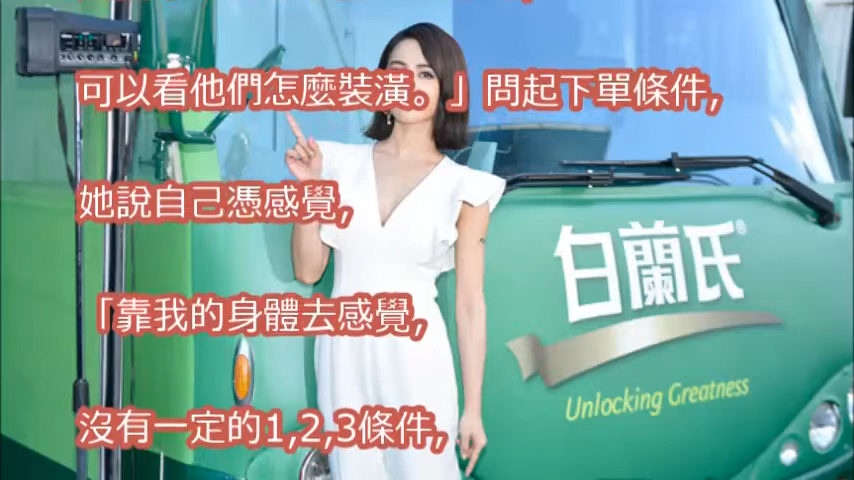 可以看他們怎麼裝潢。」問起下單條件,
她說自己憑感覺,
「靠我的身體去感覺,
沒有一定的1,2,3條件,
白蘭氏®
Unlocking Greatness